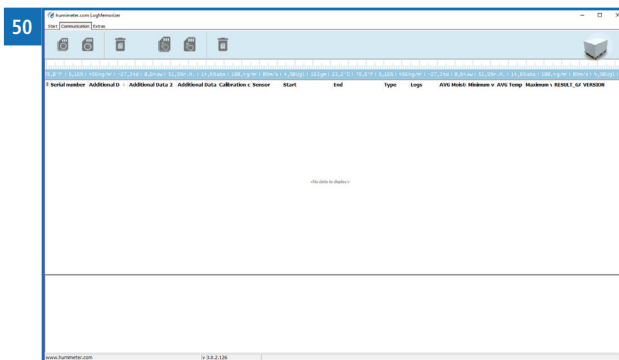 50
humimeter.com LogMemorizer
Start Communication Extras
Serial number Additional D Additional Data 2 Additional Data Calibration c Sensor Start End Type Logs AVG Moist Minimum v AVG Temp Maximum v RESULT_GA VERSION
<No data to display>
www.humimeter.com
v 3.0.2.126